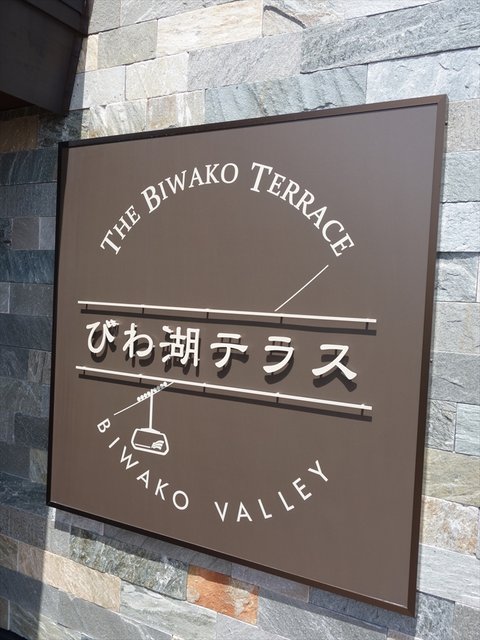 THE BIWAKO TERRACE
びわ湖テラス
BIWAKO VALLEY